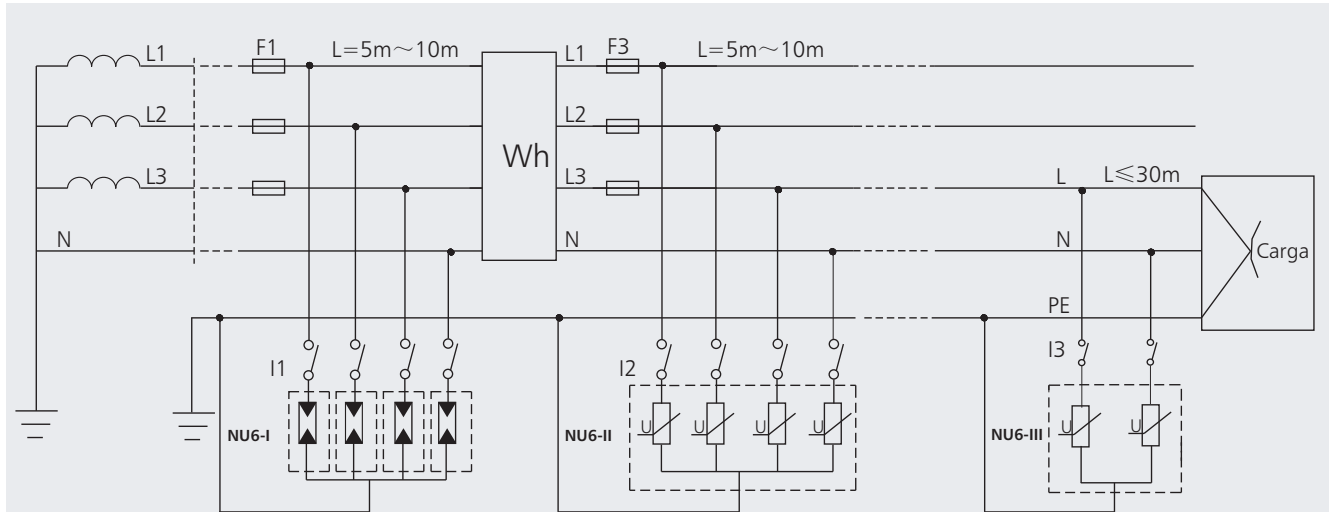 L1 F1 L=5m~10m L1 F3 L=5m~10m
L2 L2
Wh
L3 L3 L L≤30m
N N N Carga
PE
I1 I2 I3
NU6-I NU6-II NU6-III
U U U U U U